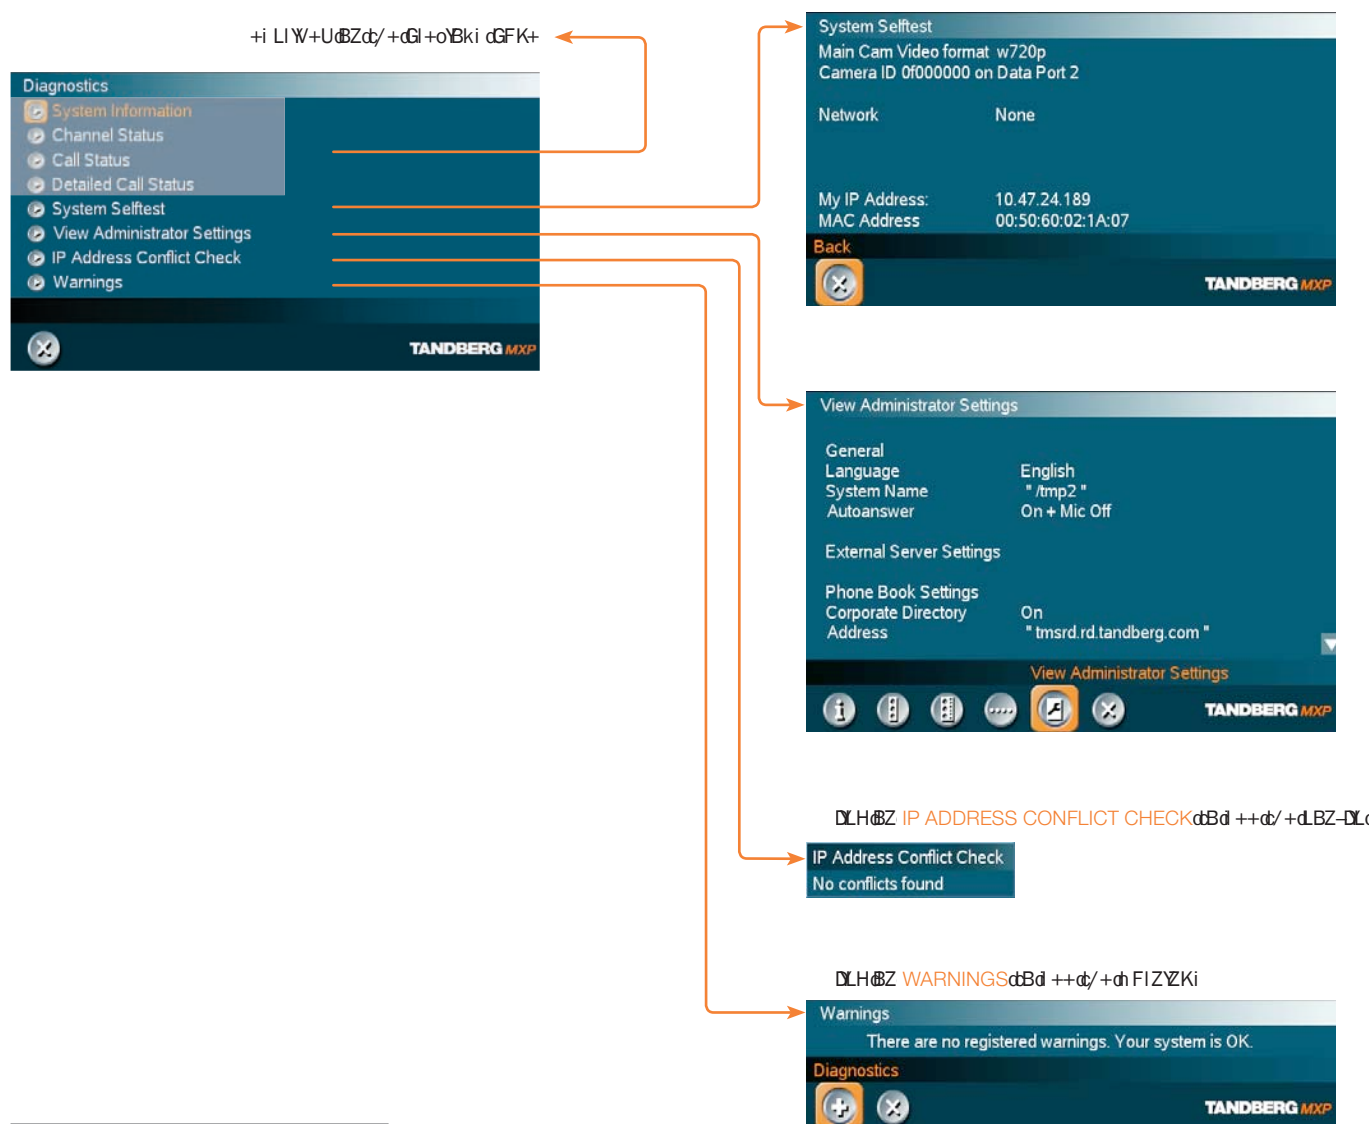 +i LIYV+UdBZd¢/+dGl+oYBki dGFK+
Diagnostics
System Information
Channel Status
Call Status
Detailed Call Status
System Selftest
View Administrator Settings
IP Address Conflict Check
Warnings
TANDBERG MXP
System Selftest
Main Cam Video format w720p
Camera ID 0f000000 on Data Port 2
Network None
My IP Address: 10.47.24.189
MAC Address 00:50:60:02:1A:07
Back
TANDBERG MXP
View Administrator Settings
General
Language English
System Name "/tmp2"
Autoanswer On + Mic Off
External Server Settings
Phone Book Settings
Corporate Directory On
Address "tmsrd.rd.tandberg.com"
View Administrator Settings
TANDBERG MXP
IP ADDRESS CONFLICT CHECK
IP Address Conflict Check
No conflicts found
WARNINGS
Warnings
There are no registered warnings. Your system is OK.
Diagnostics
TANDBERG MXP